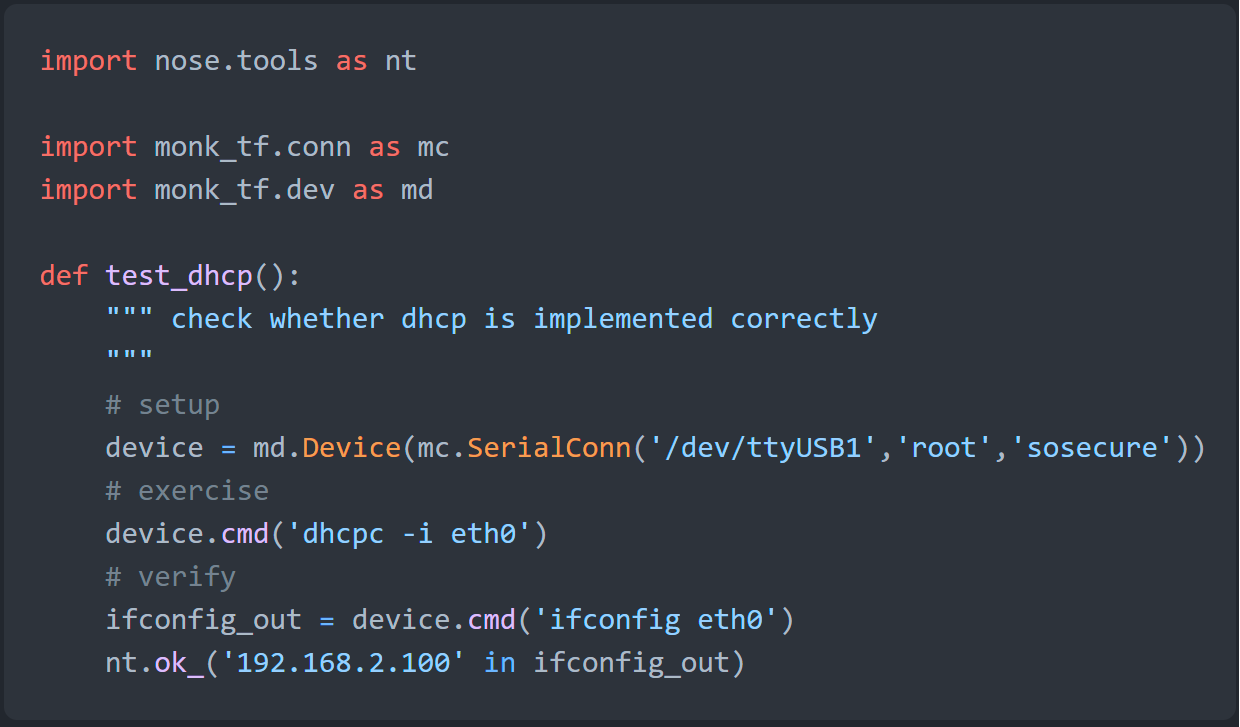 import nose.tools as nt

import monk_tf.conn as mc
import monk_tf.dev as md

def test_dhcp():
    """ check whether dhcp is implemented correctly
    """
    # setup
    device = md.Device(mc.SerialConn('/dev/ttyUSB1','root','sosecure'))
    # exercise
    device.cmd('dhcpc -i eth0')
    # verify
    ifconfig_out = device.cmd('ifconfig eth0')
    nt.ok_('192.168.2.100' in ifconfig_out)